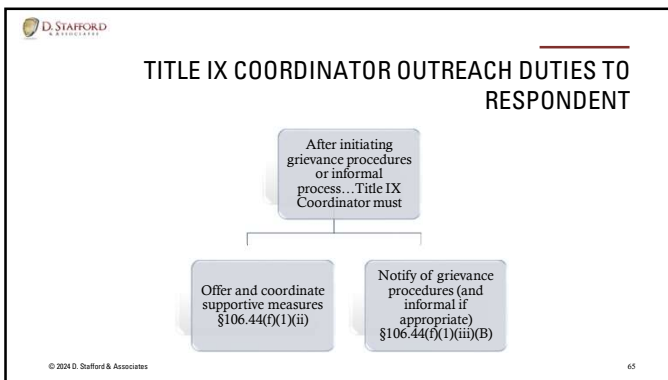 D. STAFFORD
& ASSOCIATES
TITLE IX COORDINATOR OUTREACH DUTIES TO
RESPONDENT
After initiating
grievance procedures
or informal
process…Title IX
Coordinator must
Offer and coordinate
supportive measures
§106.44(f)(1)(ii)
Notify of grievance
procedures (and
informal if
appropriate)
§106.44(f)(1)(iii)(B)
© 2024 D. Stafford & Associates
65